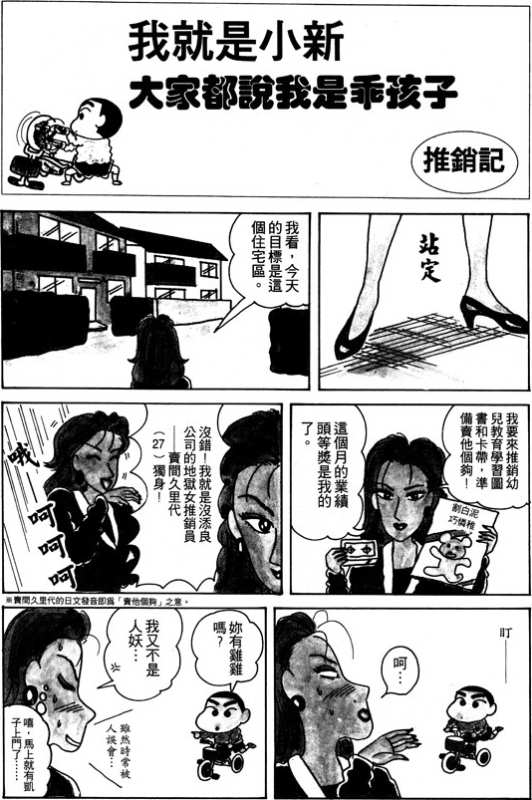 我就是小新
大家都說我是乖孩子
推銷記
站定
我看，今天
的目標是這
個住宅區。
我要來推銷幼
兒教育學習圖
書和卡帶，準
備賣他個夠！
這個月的業績
頭等獎是我的
了。
割白泥
巧憐稚
沒錯！我就是沒添良
公司的地獄女推銷員
——賣間久里代
（27）獨身！
哦—
呵
呵
呵
※賣間久里代的日文發音即爲「賣他個夠」之意。
叮——
呵…
妳有雞雞
嗎？
我又不是
人妖…
雖然時常被
人誤會…
嘻，馬上就有凱
子上門了……